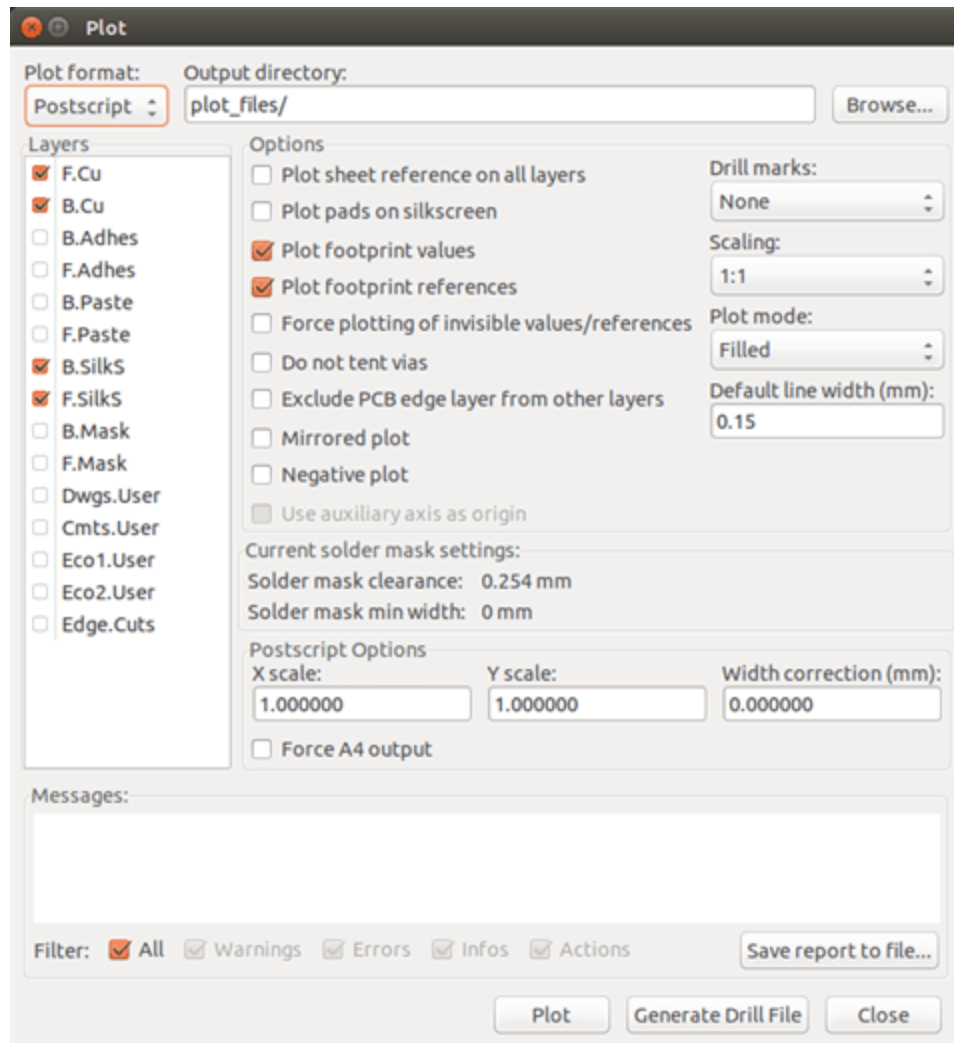 Plot
Plot format:
Output directory:
Postscript
plot_files/
Browse...
Layers
F.Cu
B.Cu
B.Adhes
F.Adhes
B.Paste
F.Paste
B.SilkS
F.SilkS
B.Mask
F.Mask
Dwgs.User
Cmts.User
Eco1.User
Eco2.User
Edge.Cuts
Options
Plot sheet reference on all layers
Plot pads on silkscreen
Plot footprint values
Plot footprint references
Force plotting of invisible values/references
Do not tent vias
Exclude PCB edge layer from other layers
Mirrored plot
Negative plot
Use auxiliary axis as origin
Drill marks:
None
Scaling:
1:1
Plot mode:
Filled
Default line width (mm):
0.15
Current solder mask settings:
Solder mask clearance: 0.254 mm
Solder mask min width: 0 mm
Postscript Options
X scale:
1.000000
Y scale:
1.000000
Width correction (mm):
0.000000
Force A4 output
Messages:
Filter: All Warnings Errors Infos Actions
Save report to file...
Plot
Generate Drill File
Close